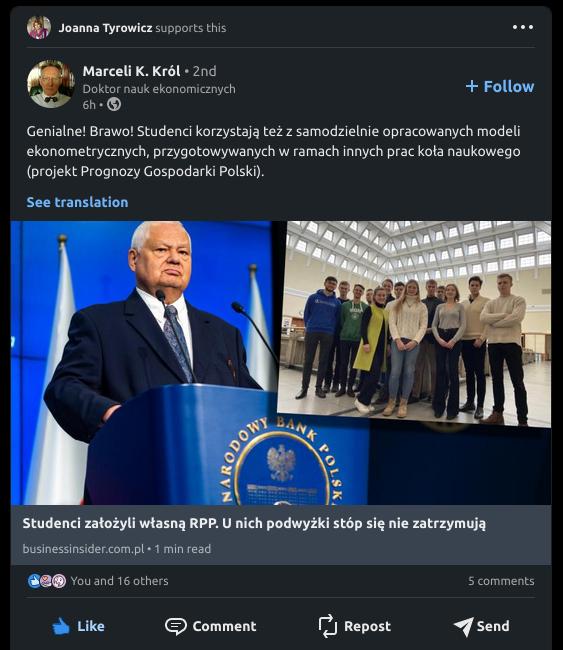 Joanna Tyrowicz supports this
Marceli K. Król • 2nd
Doktor nauk ekonomicznych
6h •
+ Follow
Genialne! Brawo! Studenci korzystają też z samodzielnie opracowanych modeli
ekonometrycznych, przygotowywanych w ramach innych prac koła naukowego
(projekt Prognozy Gospodarki Polski).
See translation
NARODOWY BANK POLSKI
Studenci założyli własną RPP. U nich podwyżki stóp się nie zatrzymują
businessinsider.com.pl • 1 min read
You and 16 others
5 comments
Like
Comment
Repost
Send